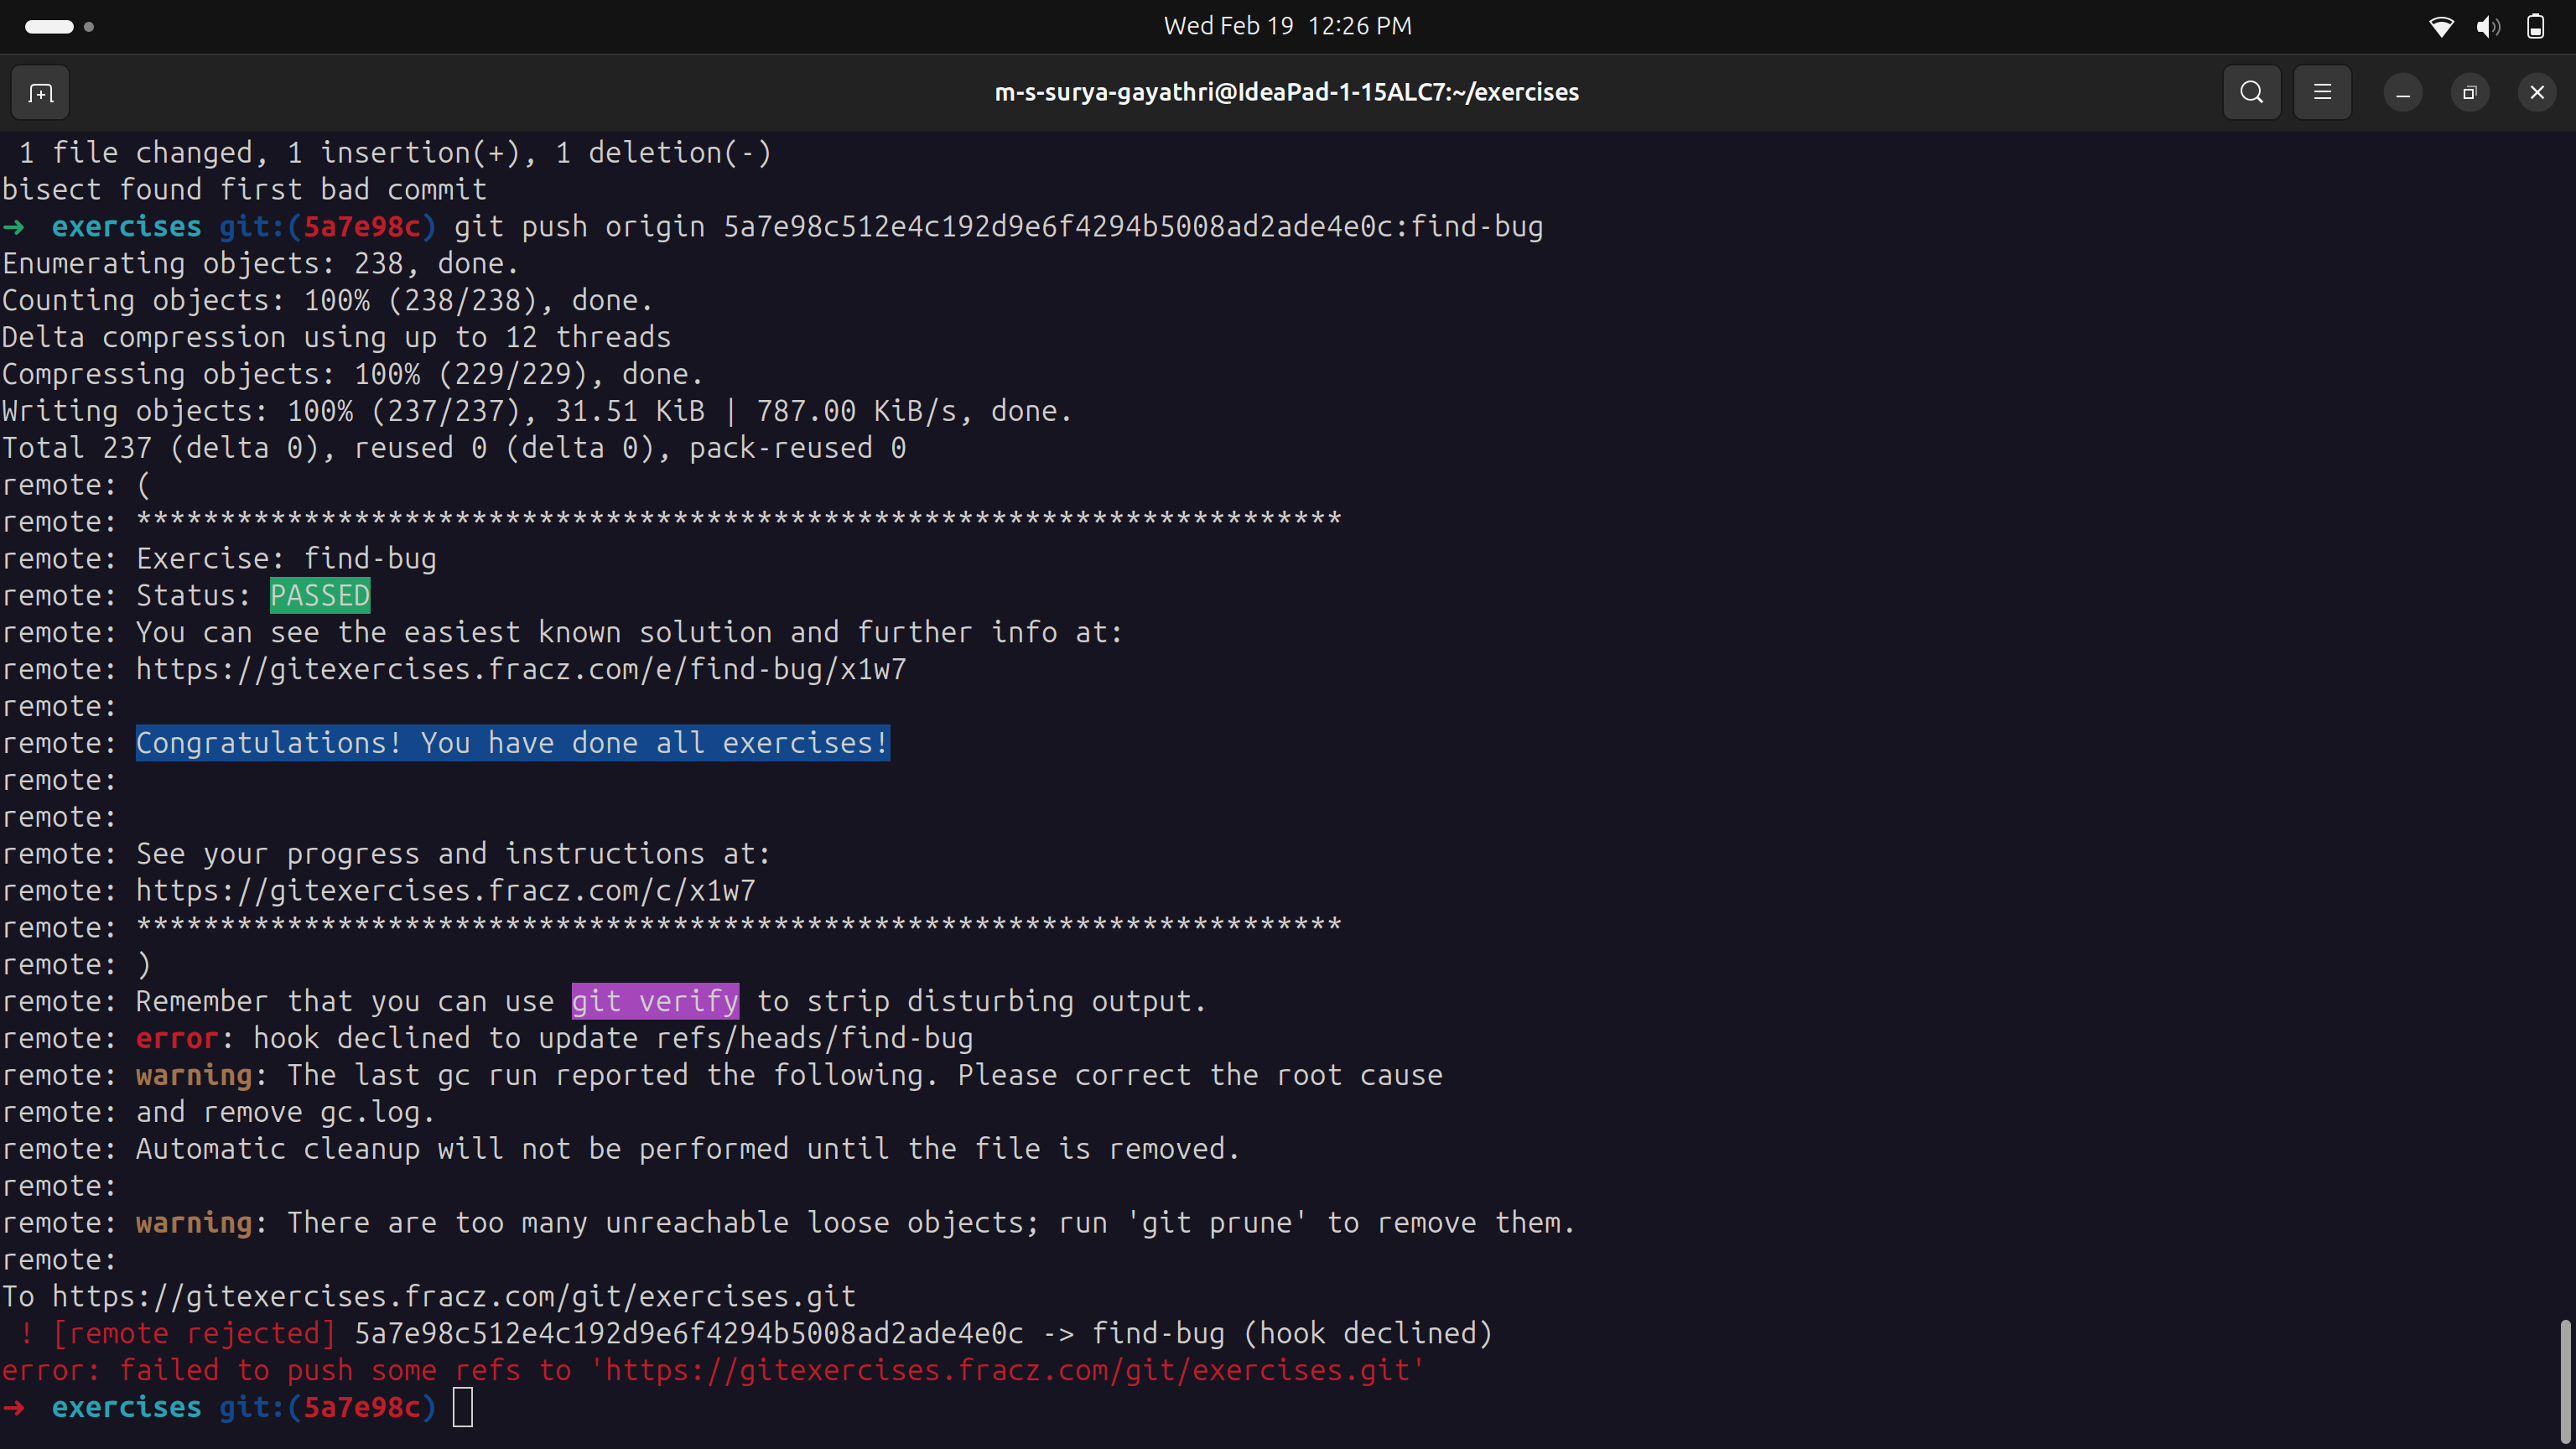 Wed Feb 19  12:26 PM
m-s-surya-gayathri@IdeaPad-1-15ALC7:~/exercises
 1 file changed, 1 insertion(+), 1 deletion(-)
bisect found first bad commit
➜  exercises git:(5a7e98c) git push origin 5a7e98c512e4c192d9e6f4294b5008ad2ade4e0c:find-bug
Enumerating objects: 238, done.
Counting objects: 100% (238/238), done.
Delta compression using up to 12 threads
Compressing objects: 100% (229/229), done.
Writing objects: 100% (237/237), 31.51 KiB | 787.00 KiB/s, done.
Total 237 (delta 0), reused 0 (delta 0), pack-reused 0
remote: (
remote: ************************************************************************
remote: Exercise: find-bug
remote: Status: PASSED
remote: You can see the easiest known solution and further info at:
remote: https://gitexercises.fracz.com/e/find-bug/x1w7
remote:
remote: Congratulations! You have done all exercises!
remote:
remote:
remote: See your progress and instructions at:
remote: https://gitexercises.fracz.com/c/x1w7
remote: ************************************************************************
remote: )
remote: Remember that you can use git verify to strip disturbing output.
remote: error: hook declined to update refs/heads/find-bug
remote: warning: The last gc run reported the following. Please correct the root cause
remote: and remove gc.log.
remote: Automatic cleanup will not be performed until the file is removed.
remote:
remote: warning: There are too many unreachable loose objects; run 'git prune' to remove them.
remote:
To https://gitexercises.fracz.com/git/exercises.git
 ! [remote rejected] 5a7e98c512e4c192d9e6f4294b5008ad2ade4e0c -> find-bug (hook declined)
error: failed to push some refs to 'https://gitexercises.fracz.com/git/exercises.git'
➜  exercises git:(5a7e98c)